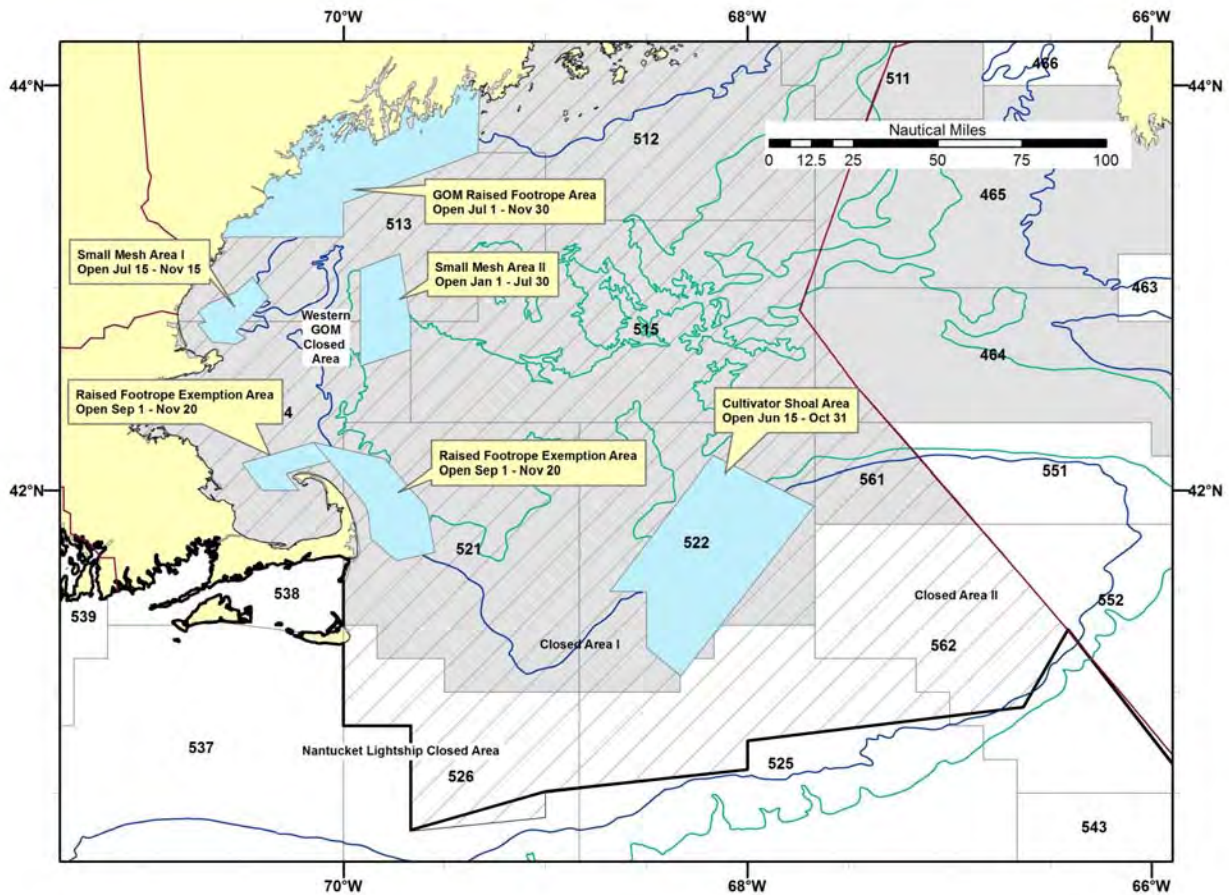 70°W 68°W 66°W
44°N
466
44°N
511
Nautical Miles
0 12.5 25 50 75 100
512
465
GOM Raised Footrope Area
Open Jul 1 - Nov 30
513
Small Mesh Area I
Open Jul 15 - Nov 15
Small Mesh Area II
Open Jan 1 - Jul 30
463
Western
GOM
Closed
Area
515
464
Raised Footrope Exemption Area
Open Sep 1 - Nov 20
4
Cultivator Shoal Area
Open Jun 15 - Oct 31
Raised Footrope Exemption Area
Open Sep 1 - Nov 20
551
561
42°N
42°N
521
522
538
539
Closed Area II
552
Closed Area I
562
537
Nantucket Lightship Closed Area
526
525
543
70°W 68°W 66°W